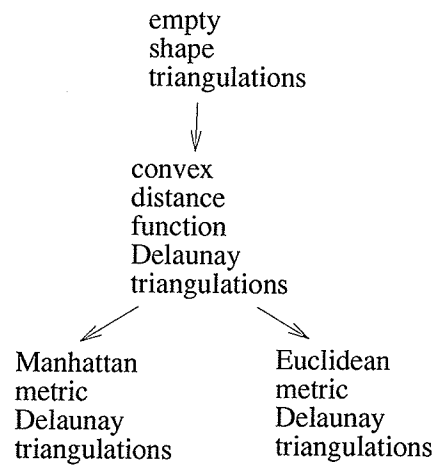 empty
shape
triangulations
convex
distance
function
Delaunay
triangulations
Manhattan
metric
Delaunay
triangulations
Euclidean
metric
Delaunay
triangulations